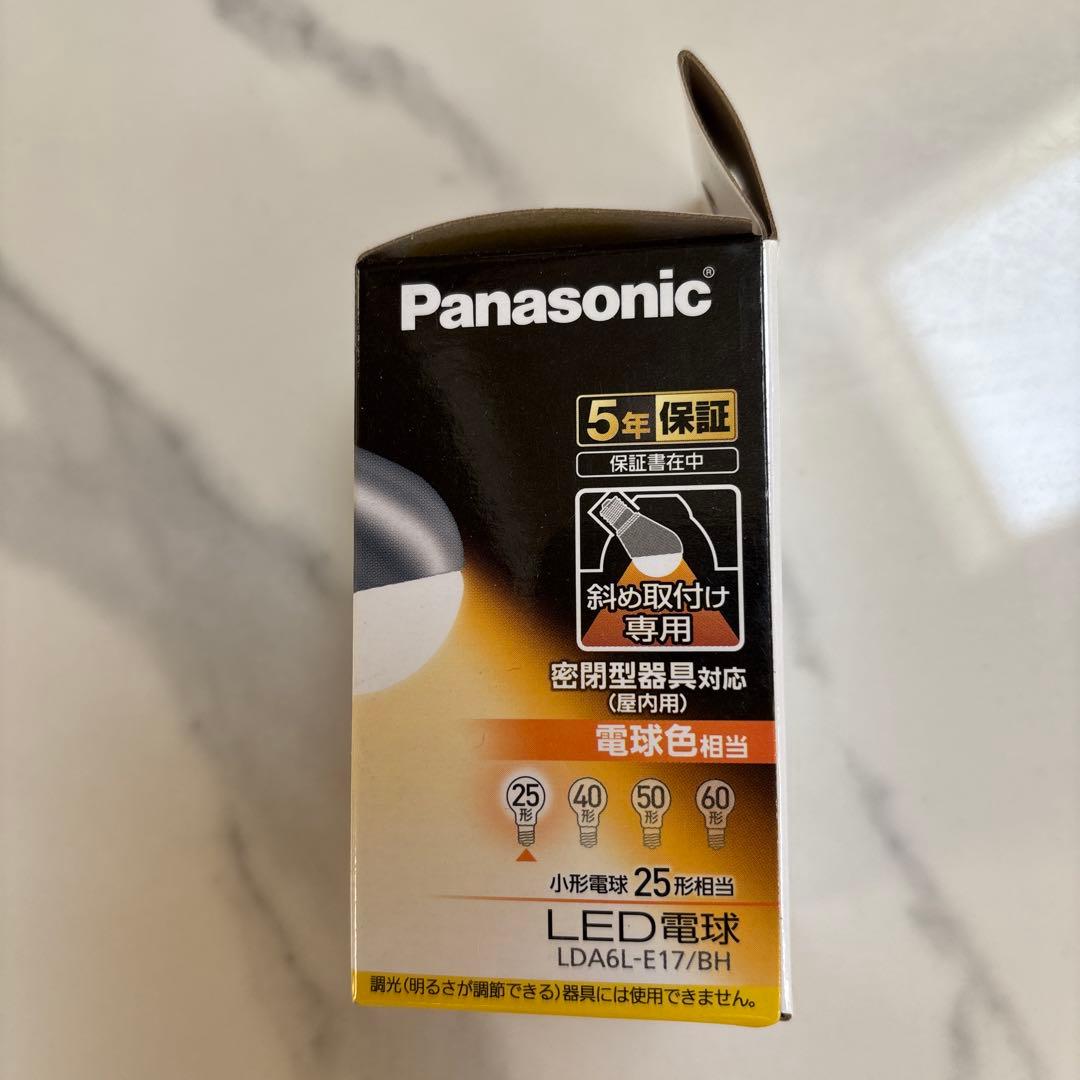 Panasonic®
5年保証
保証書在中
斜め取付け
専用
密閉型器具対応
(屋内用)
電球色相当
25形 40形 50形 60形
小形電球25形相当
LED電球
LDA6L-E17/BH
調光(明るさが調節できる)器具には使用できません。